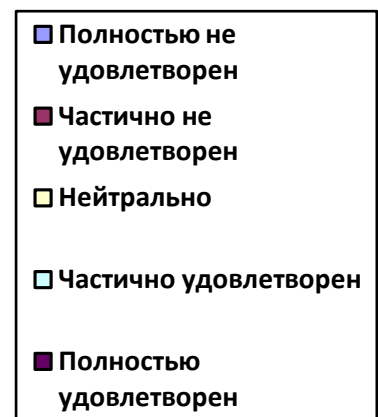 Полностью не
удовлетворен
Частично не
удовлетворен
Нейтрально
Частично удовлетворен
Полностью
удовлетворен